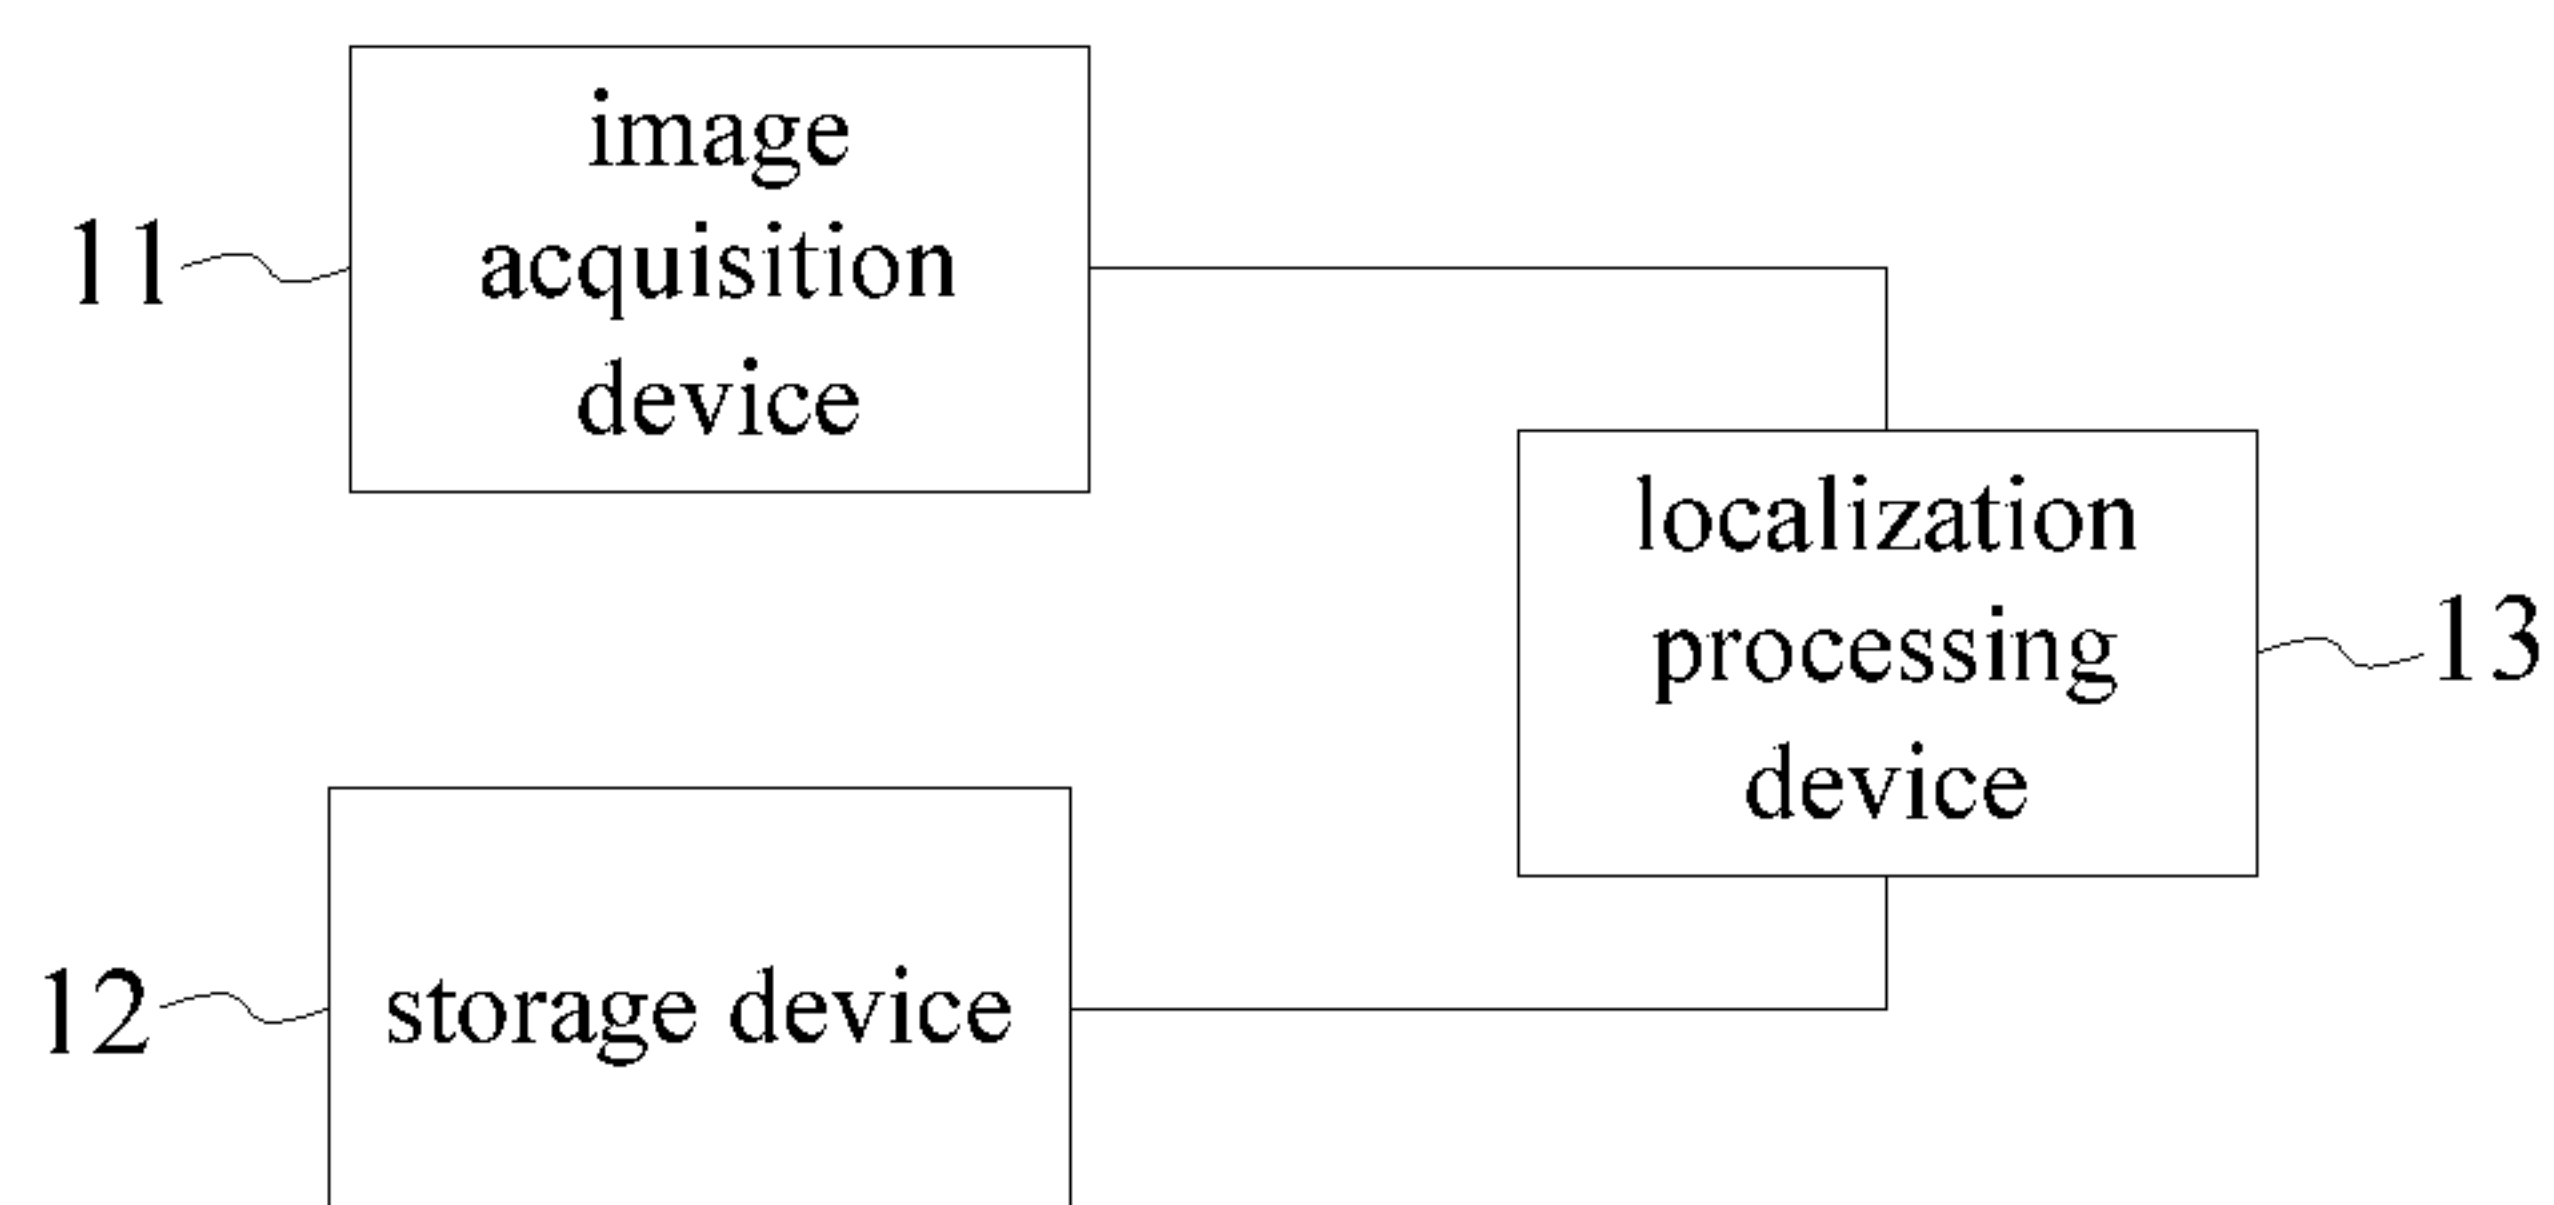 image
acquisition
device
11
localization
processing
device
13
storage device
12